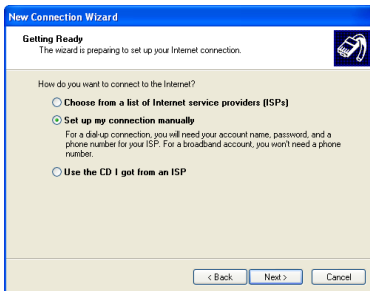 New Connection Wizard
Getting Ready
The wizard is preparing to set up your Internet connection.
How do you want to connect to the Internet?
Choose from a list of Internet service providers (ISPs)
Set up my connection manually
For a dial-up connection, you will need your account name, password, and a
phone number for your ISP. For a broadband account, you won't need a phone
number.
Use the CD I got from an ISP
< Back
Next >
Cancel